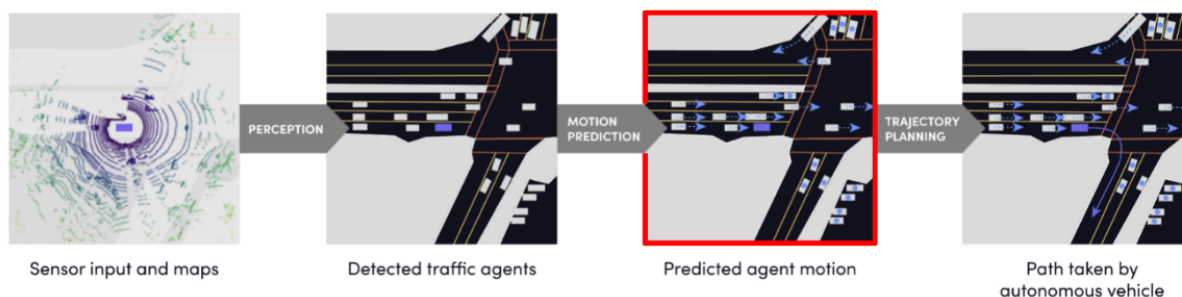 PERCEPTION
MOTION
PREDICTION
TRAJECTORY
PLANNING
Sensor input and maps
Detected traffic agents
Predicted agent motion
Path taken by
autonomous vehicle